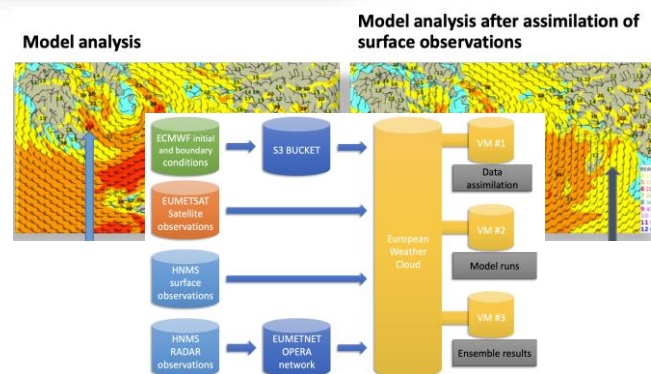 Model analysis
Model analysis after assimilation of
surface observations
ECMWF initial
and boundary
conditions
S3 BUCKET
EUMETSAT
Satellite
observations
HNMS
surface
observations
HNMS
RADAR
observations
EUMETNET
OPERA
network
European
Weather
Cloud
VM #1
Data
assimilation
VM #2
Model runs
VM #3
Ensemble results